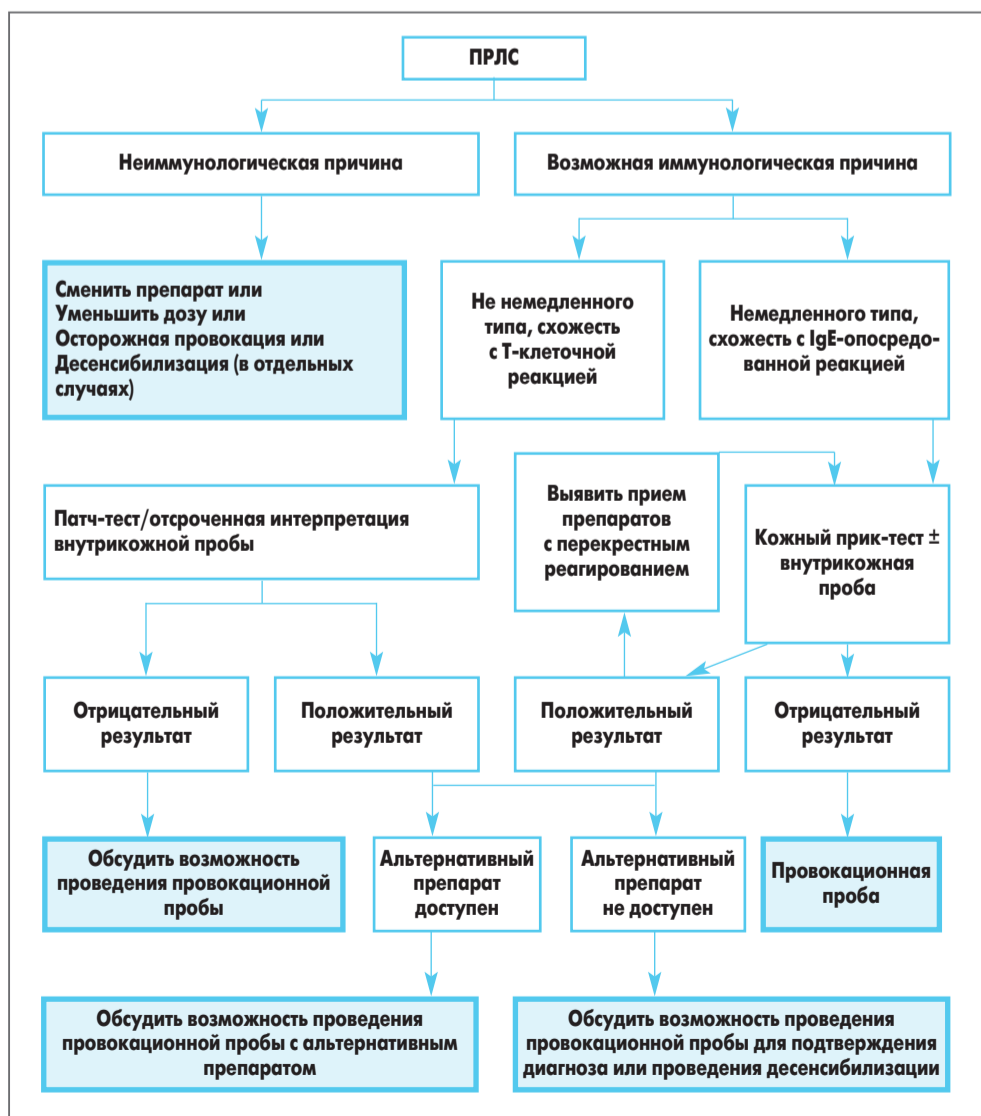 ПРЛС
Неиммунологическая причина
Возможная иммунологическая причина
Сменить препарат или
Уменьшить дозу или
Осторожная провокация или
Десенсибилизация (в отдельных
случаях)
Не немедленного
типа, схожесть
с Т-клеточной
реакцией
Немедленного типа,
схожесть с IgE-опосредо-
ванной реакцией
Патч-тест/отсроченная интерпретация
внутрикожной пробы
Выявить прием
препаратов
с перекрестным
реагированием
Кожный прик-тест ±
внутрикожная
проба
Отрицательный
результат
Положительный
результат
Положительный
результат
Отрицательный
результат
Обсудить возможность
проведения провокационной
пробы
Альтернативный
препарат
доступен
Альтернативный
препарат
не доступен
Провокационная
проба
Обсудить возможность проведения
провокационной пробы с альтернативным
препаратом
Обсудить возможность проведения
провокационной пробы для подтверждения
диагноза или проведения десенсибилизации